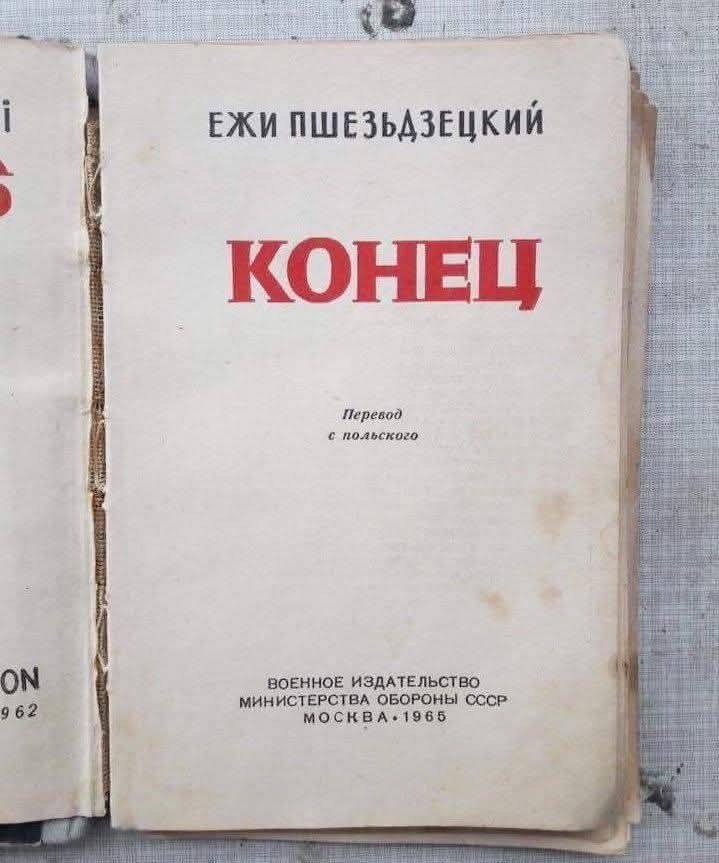 ЕЖИ ПШЕЗЬДЗЕЦКИЙ
КОНЕЦ
Перевод
с польского
ВОЕННОЕ ИЗДАТЕЛЬСТВО
МИНИСТЕРСТВА ОБОРОНЫ СССР
МОСКВА•1965
i
ON
962